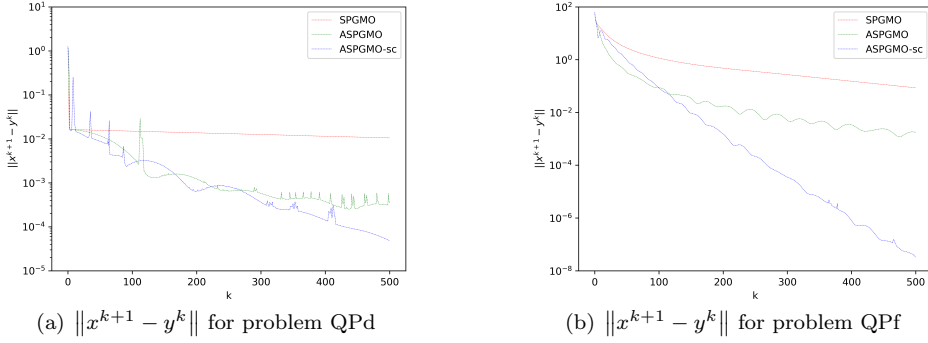 SPGMO
ASPGMO
ASPGMO-sc
10^1
10^0
10^{-1}
10^{-2}
10^{-3}
10^{-4}
10^{-5}
||x^{k+1} − y^k||
0 100 200 300 400 500
k
(a) ‖x^{k+1} − y^k‖ for problem QPd
SPGMO
ASPGMO
ASPGMO-sc
10^2
10^0
10^{-2}
10^{-4}
10^{-6}
10^{-8}
||x^{k+1} − y^k||
0 100 200 300 400 500
k
(b) ‖x^{k+1} − y^k‖ for problem QPf